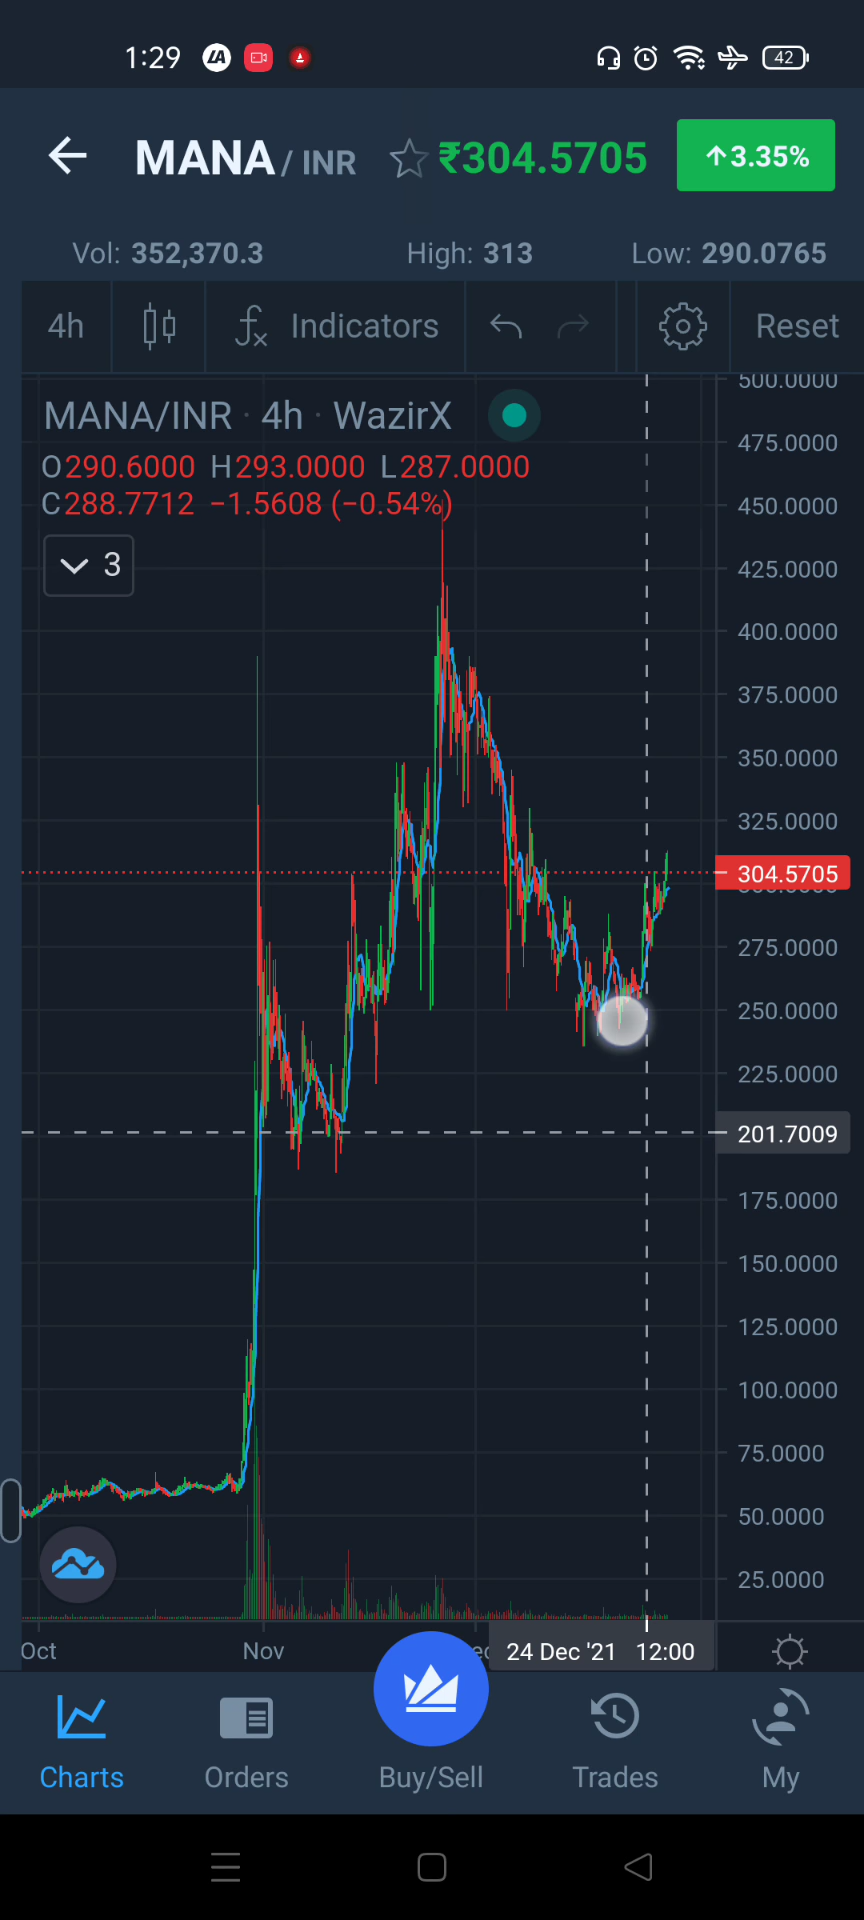 1:29 LA 42
MANA / INR ₹304.5705 ↑3.35%
Vol: 352,370.3 High: 313 Low: 290.0765
4h fx Indicators Reset
MANA/INR · 4h · WazirX
O290.6000 H293.0000 L287.0000
C288.7712 −1.5608 (−0.54%)
3
500.0000
475.0000
450.0000
425.0000
400.0000
375.0000
350.0000
325.0000
304.5705
275.0000
250.0000
225.0000
201.7009
175.0000
150.0000
125.0000
100.0000
75.0000
50.0000
25.0000
Oct Nov 24 Dec '21 12:00
Charts Orders Buy/Sell Trades My